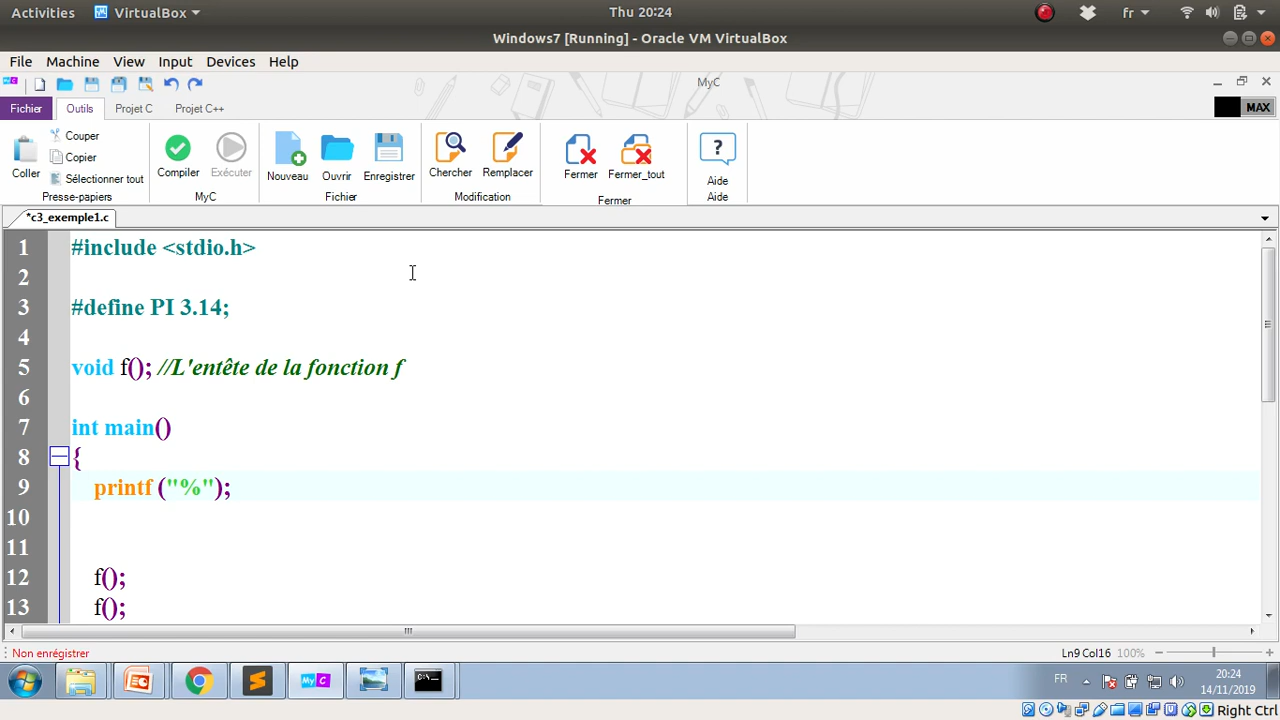 Activities VirtualBox Thu 20:24 fr
Windows7 [Running] - Oracle VM VirtualBox
File Machine View Input Devices Help
MyC
Fichier Outils Projet C Projet C++ MAX
Coller Couper Copier Sélectionner tout
Compiler Exécuter Nouveau Ouvrir Enregistrer Chercher Remplacer Fermer Fermer_tout Aide
Presse-papiers MyC Fichier Modification Fermer Aide
*c3_exemple1.c
1 #include <stdio.h>
2
3 #define PI 3.14;
4
5 void f(); //L'entête de la fonction f
6
7 int main()
8 {
9 printf ("%");
10
11
12 f();
13 f();
Non enrégistrer Ln9 Col16 100%
MyC C:\. FR 20:24
14/11/2019
Right Ctrl